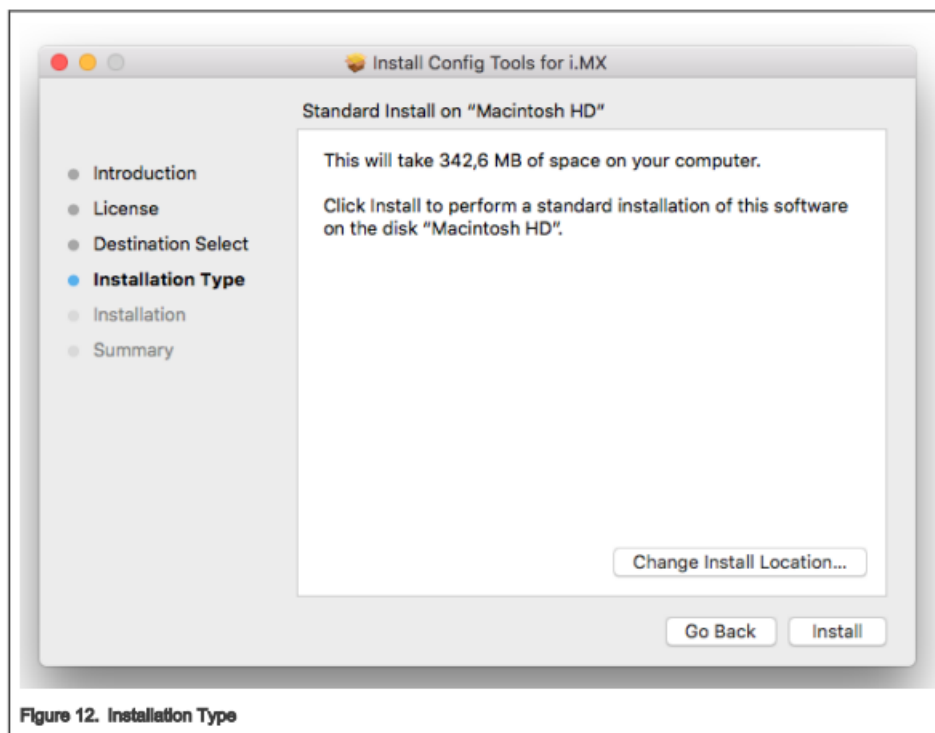 Install Config Tools for i.MX
Standard Install on “Macintosh HD”
Introduction
License
Destination Select
Installation Type
Installation
Summary
This will take 342,6 MB of space on your computer.
Click Install to perform a standard installation of this software
on the disk “Macintosh HD”.
Change Install Location...
Go Back
Install
Figure 12. Installation Type